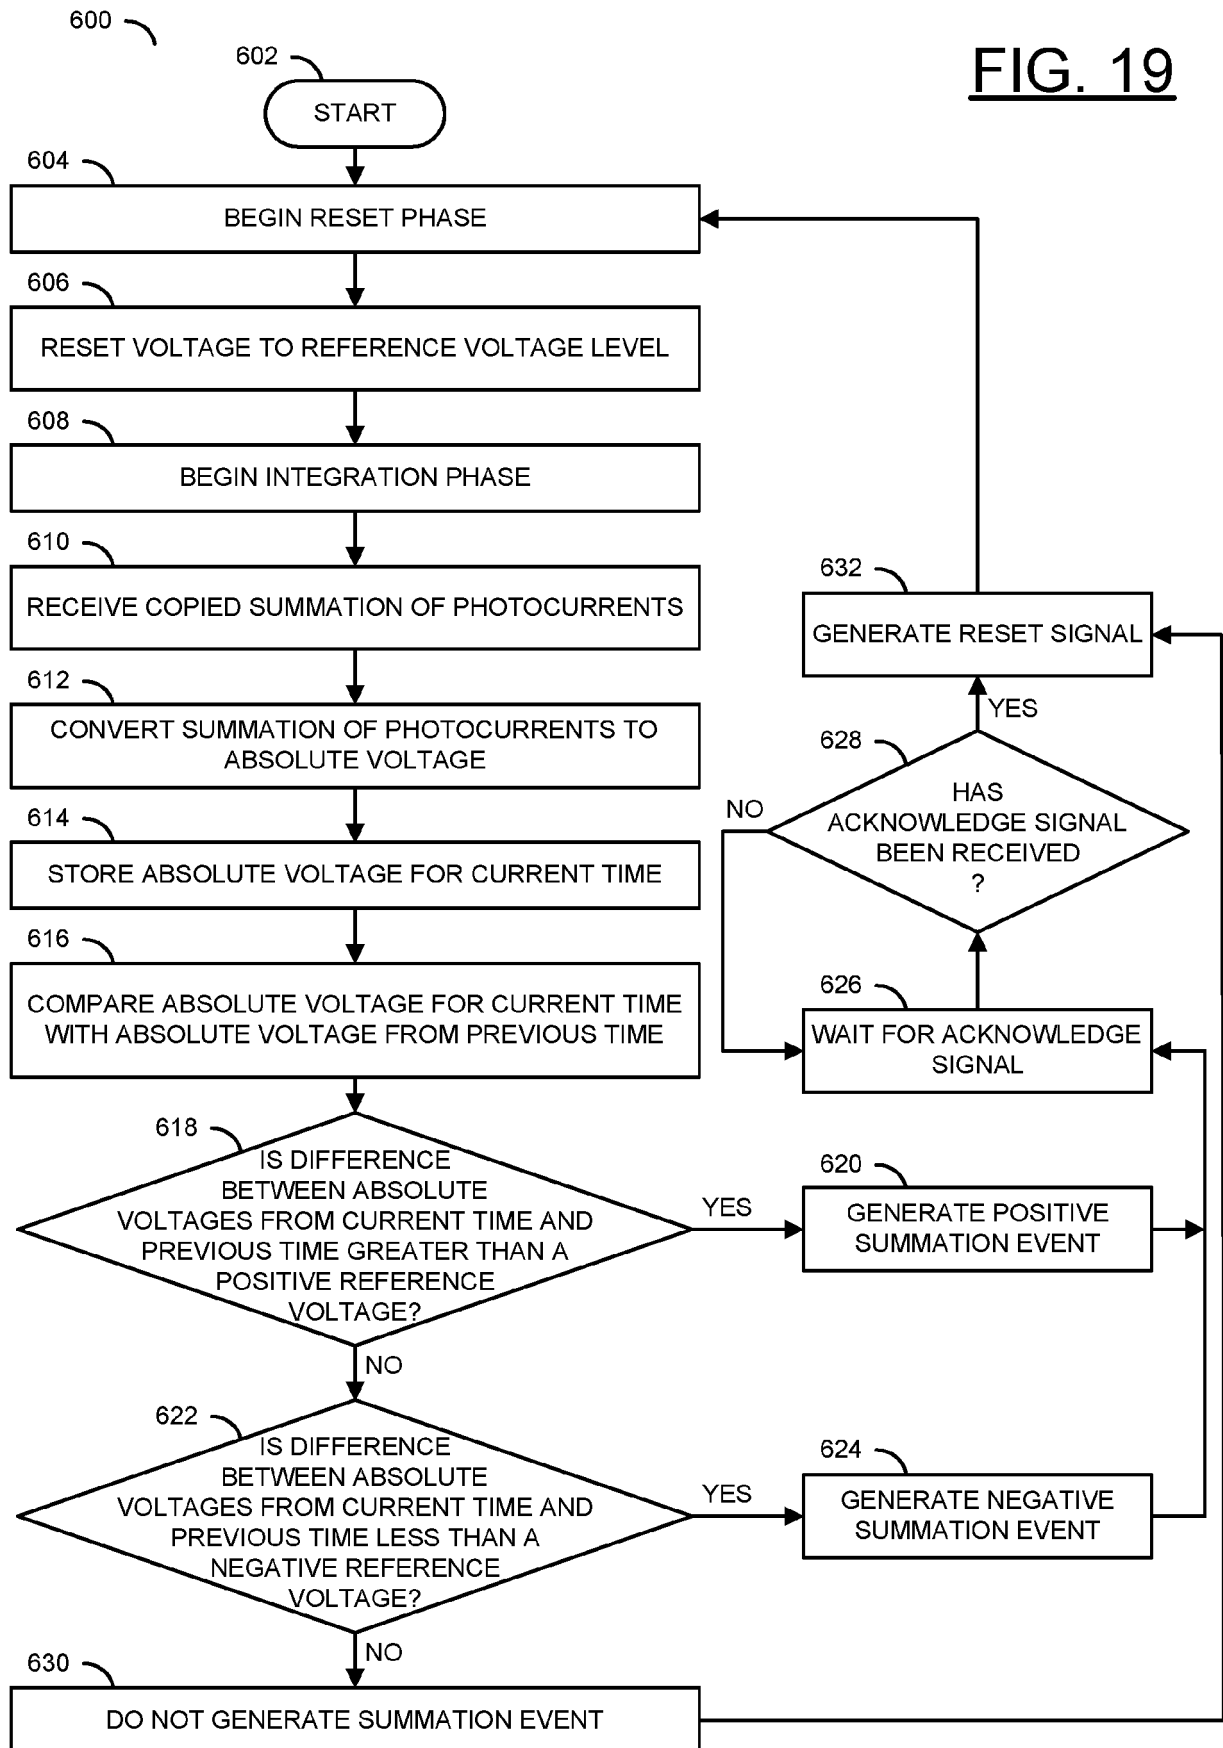 600
FIG. 19
602
START
604
BEGIN RESET PHASE
606
RESET VOLTAGE TO REFERENCE VOLTAGE LEVEL
608
BEGIN INTEGRATION PHASE
610
RECEIVE COPIED SUMMATION OF PHOTOCURRENTS
612
CONVERT SUMMATION OF PHOTOCURRENTS TO
ABSOLUTE VOLTAGE
614
STORE ABSOLUTE VOLTAGE FOR CURRENT TIME
616
COMPARE ABSOLUTE VOLTAGE FOR CURRENT TIME
WITH ABSOLUTE VOLTAGE FROM PREVIOUS TIME
618
IS DIFFERENCE
BETWEEN ABSOLUTE
VOLTAGES FROM CURRENT TIME AND
PREVIOUS TIME GREATER THAN A
POSITIVE REFERENCE
VOLTAGE?
YES
NO
620
GENERATE POSITIVE
SUMMATION EVENT
622
IS DIFFERENCE
BETWEEN ABSOLUTE
VOLTAGES FROM CURRENT TIME AND
PREVIOUS TIME LESS THAN A
NEGATIVE REFERENCE
VOLTAGE?
YES
NO
624
GENERATE NEGATIVE
SUMMATION EVENT
626
WAIT FOR ACKNOWLEDGE
SIGNAL
628
HAS
ACKNOWLEDGE SIGNAL
BEEN RECEIVED
?
NO
YES
632
GENERATE RESET SIGNAL
630
DO NOT GENERATE SUMMATION EVENT